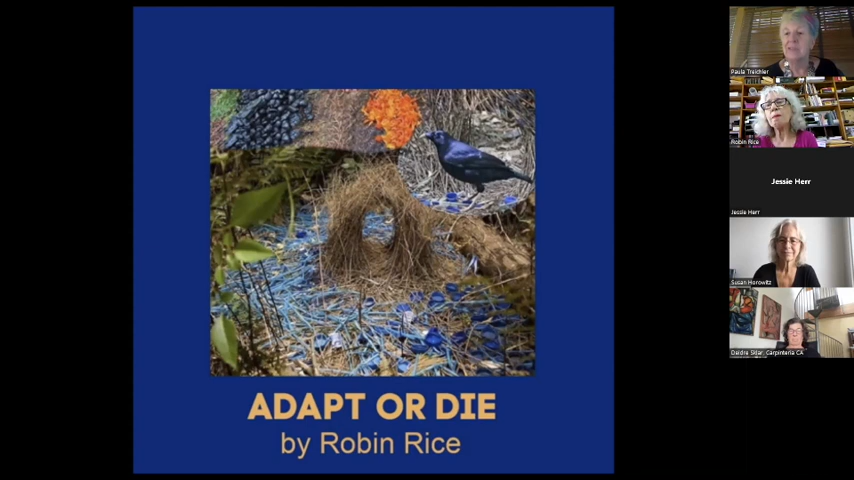 ADAPT OR DIE
by Robin Rice
Paula Treichler
Robin Rice
Jessie Herr
Jessie Herr
Susan Horowitz
Deidre Sklar, Carpinteria CA